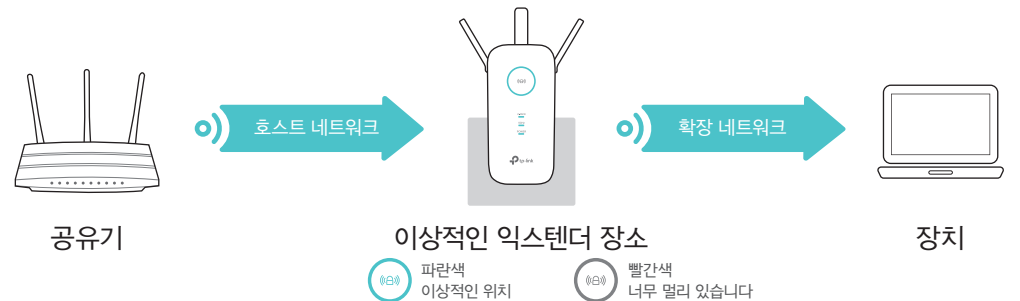 호스트 네트워크
확장 네트워크
tp-link
공유기
이상적인 익스텐더 장소
장치
파란색
이상적인 위치
빨간색
너무 멀리 있습니다